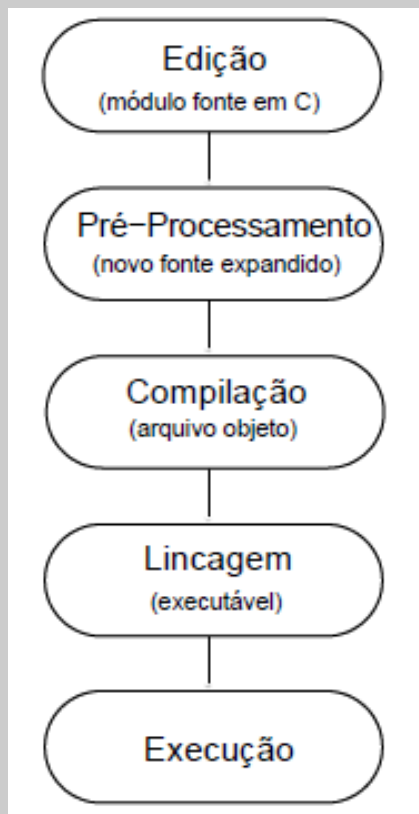 Edição
(módulo fonte em C)
Pré-Processamento
(novo fonte expandido)
Compilação
(arquivo objeto)
Lincagem
(executável)
Execução